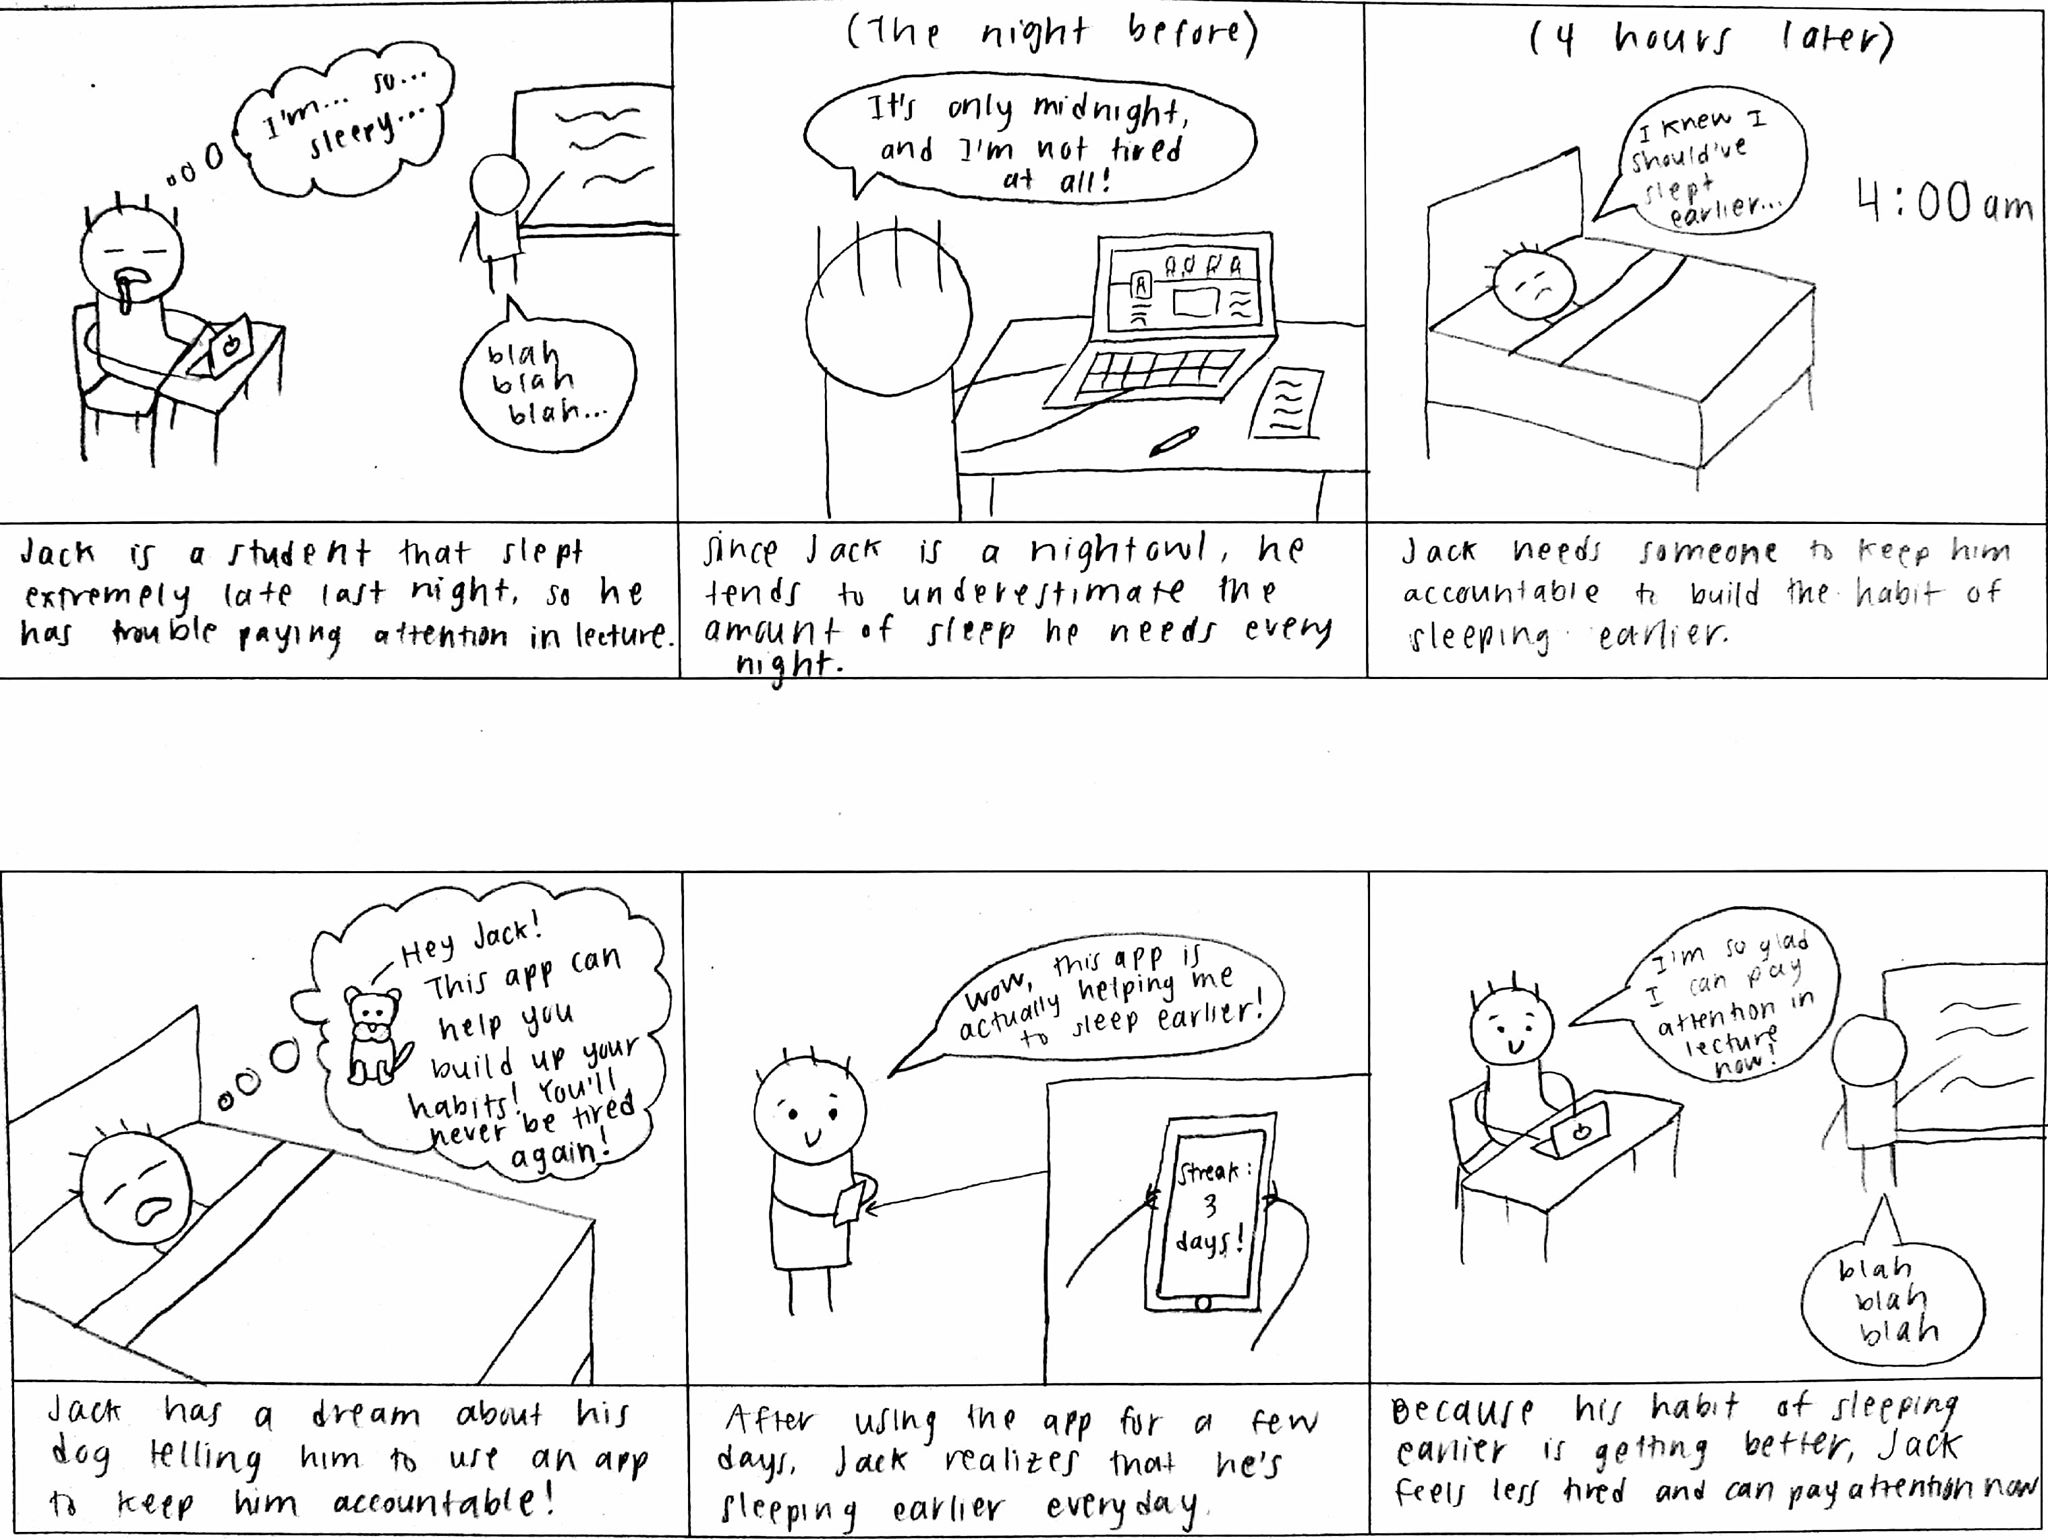 I'm... so...
sleepy...
blah
blah
blah...
Jack is a student that slept
extremely late last night, so he
has trouble paying attention in lecture.
(The night before)
It's only midnight,
and I'm not tired
at all!
since Jack is a nightowl, he
tends to underestimate the
amount of sleep he needs every
night.
(4 hours later)
I knew I
should've
slept
earlier...
4:00am
Jack needs someone to keep him
accountable to build the habit of
sleeping earlier.
Hey Jack!
This app can
help you
build up your
habits! You'll
never be tired
again!
Jack has a dream about his
dog telling him to use an app
to keep him accountable!
wow, this app is
actually helping me
to sleep earlier!
Streak:
3
days!
After using the app for a few
days, Jack realizes that he's
sleeping earlier everyday.
I'm so glad
I can pay
attention in
lecture
now!
blah
blah
blah
Because his habit of sleeping
earlier is getting better, Jack
feels less tired and can pay attention now